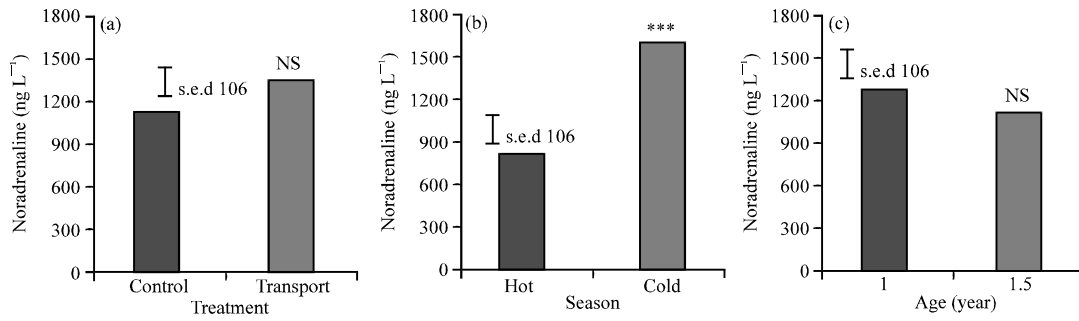 (a)
Noradrenaline (ng L⁻¹)
1800
1500
1200
900
600
300
0
s.e.d 106
NS
Control Transport
Treatment
(b)
Noradrenaline (ng L⁻¹)
1800
1500
1200
900
600
300
0
s.e.d 106
***
Hot Cold
Season
(c)
Noradrenaline (ng L⁻¹)
1800
1500
1200
900
600
300
0
s.e.d 106
NS
1 1.5
Age (year)